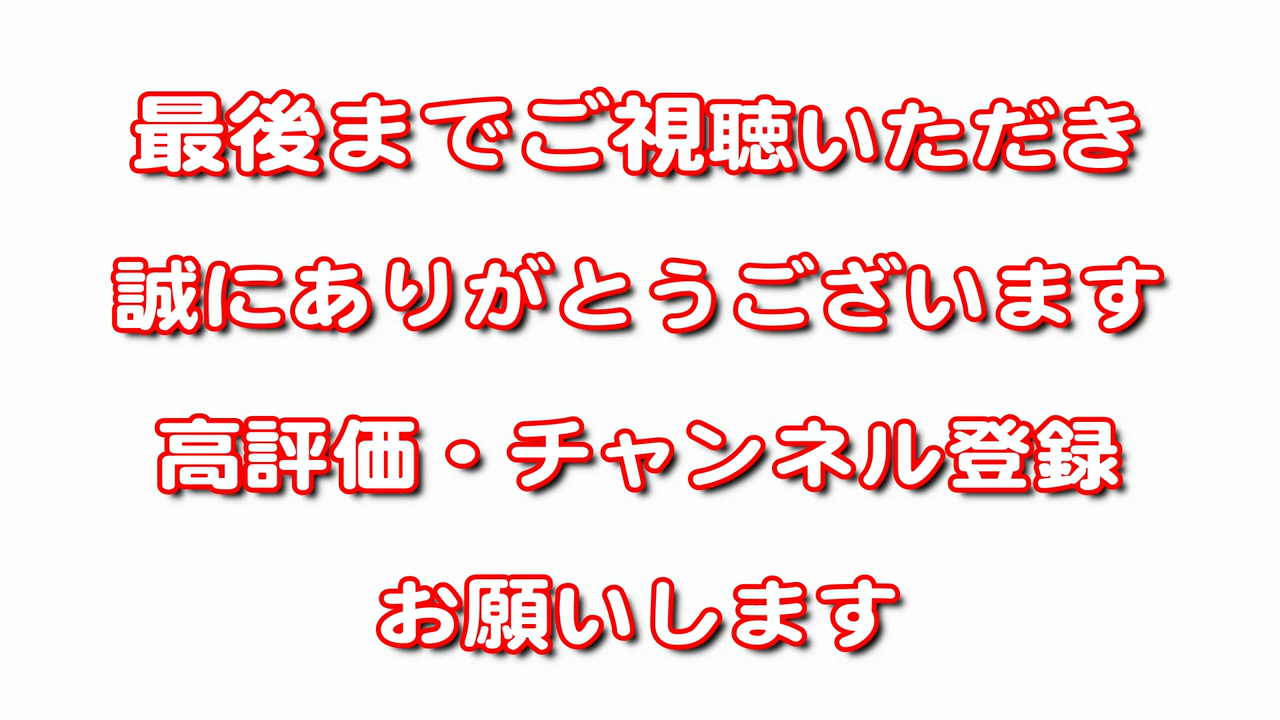 最後までご視聴いただき
誠にありがとうございます
高評価・チャンネル登録
お願いします